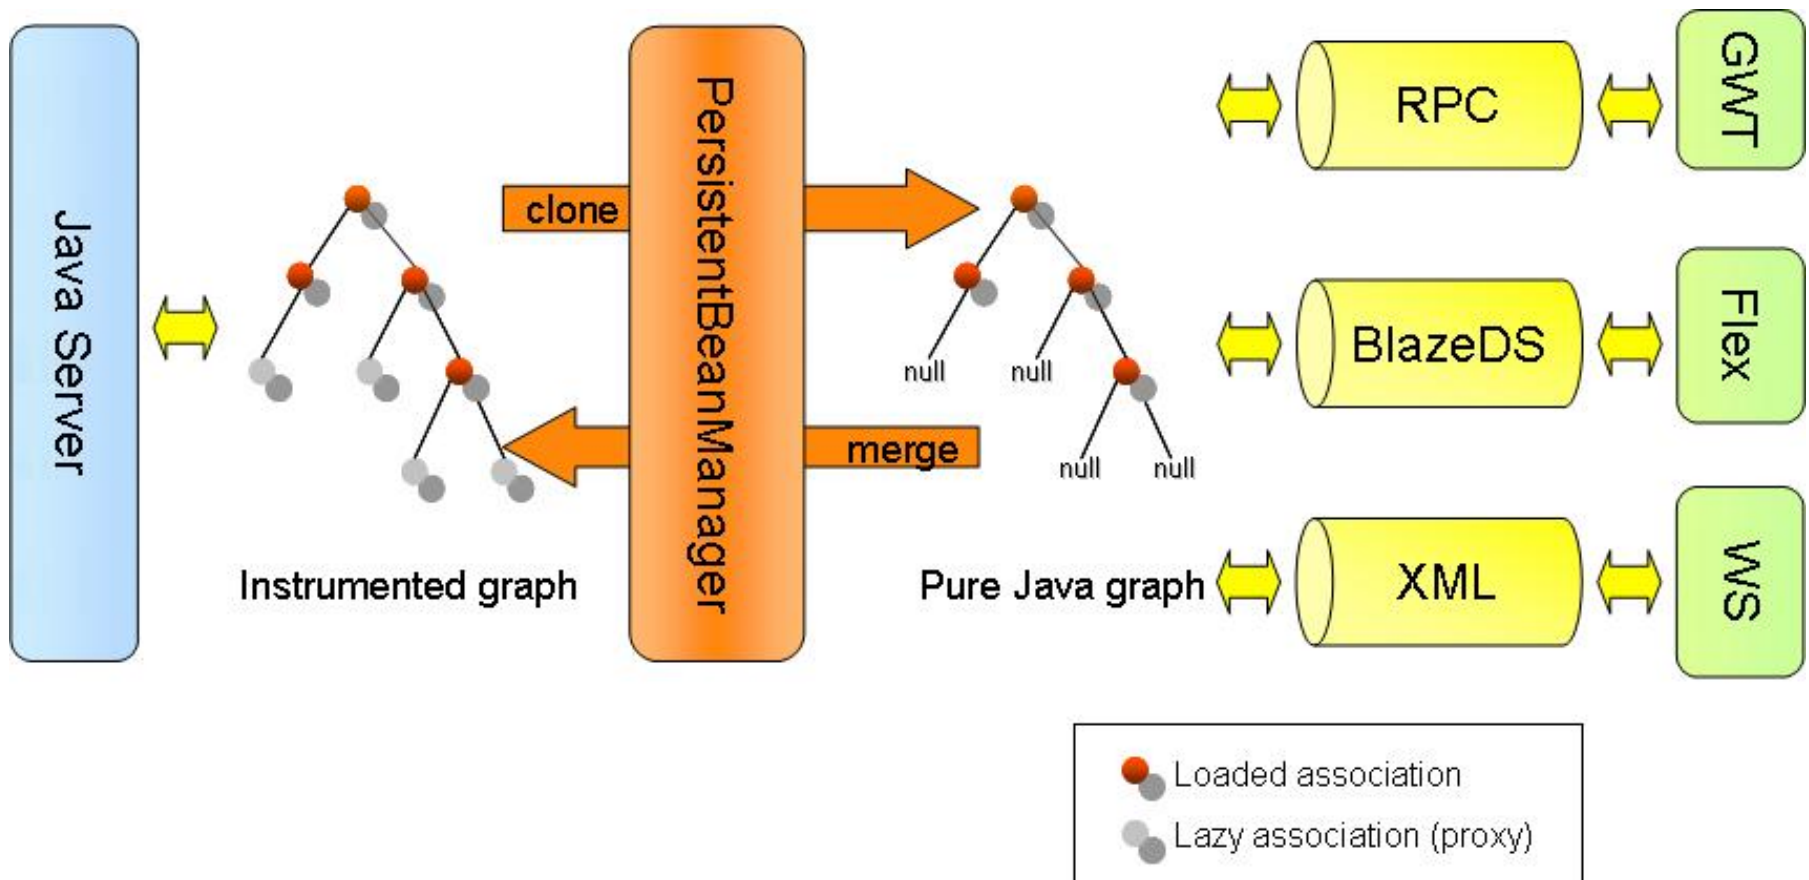 Java Server
clone
PersistentBeanManager
merge
Instrumented graph
null
null
null
null
Pure Java graph
RPC
GWT
BlazeDS
Flex
XML
WS
Loaded association
Lazy association (proxy)